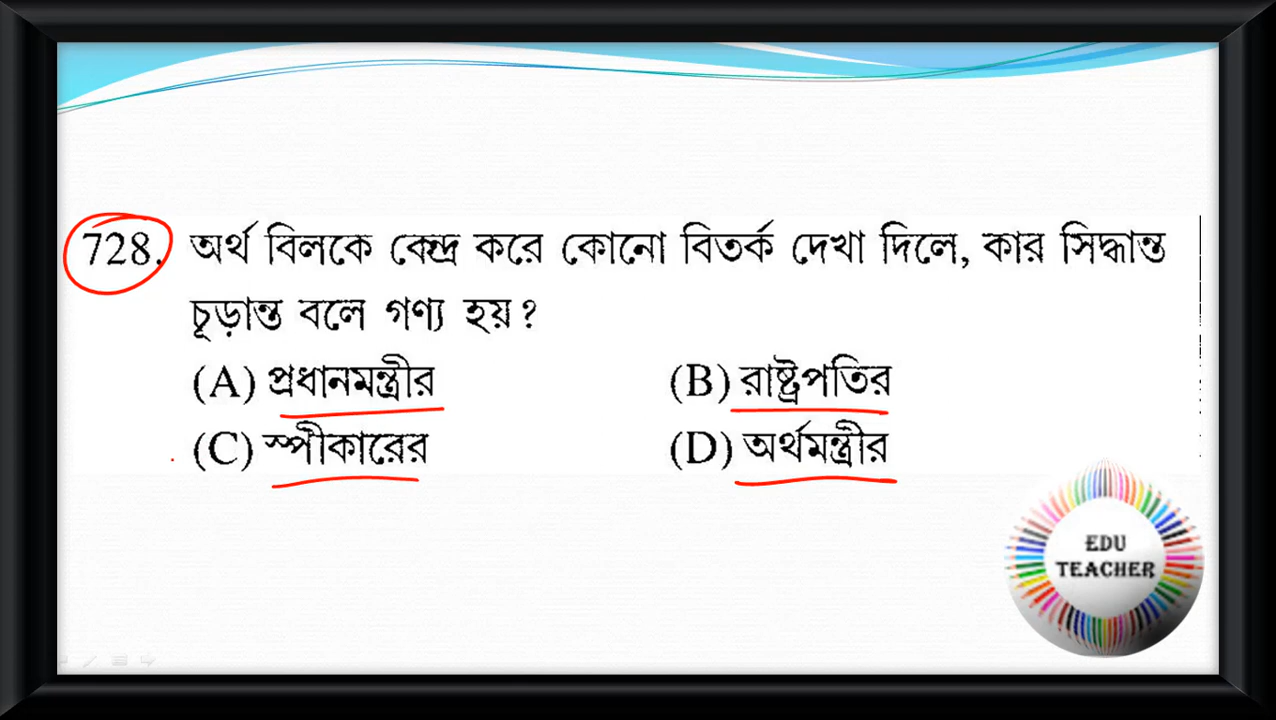 728. অর্থ বিলকে কেন্দ্র করে কোনো বিতর্ক দেখা দিলে, কার সিদ্ধান্ত
চূড়ান্ত বলে গণ্য হয়?
(A) প্রধানমন্ত্রীর (B) রাষ্ট্রপতির
(C) স্পীকারের (D) অর্থমন্ত্রীর
EDU
TEACHER